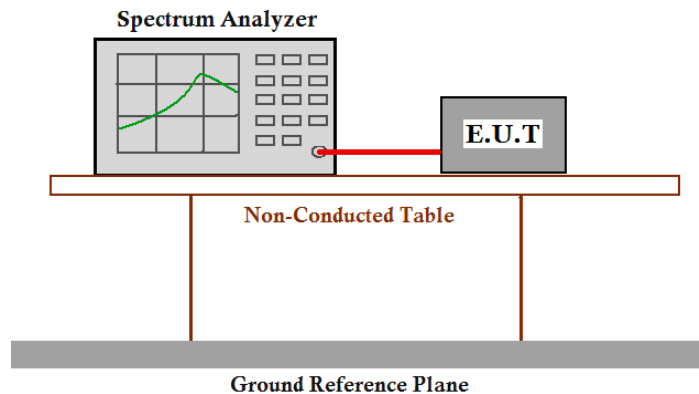 Spectrum Analyzer
E.U.T
Non-Conducted Table
Ground Reference Plane